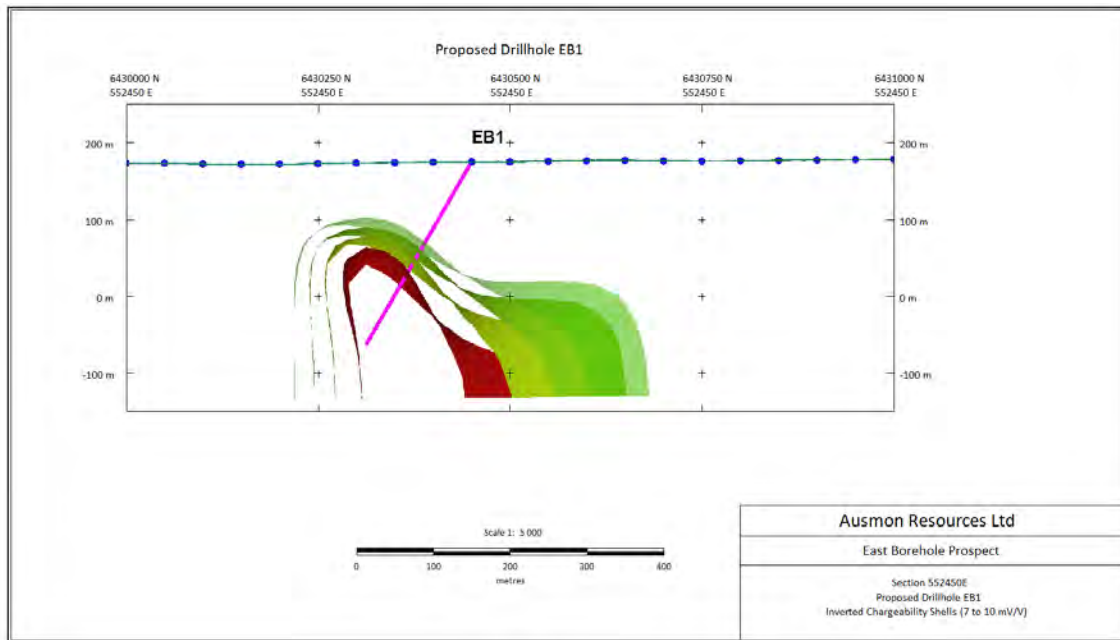 Proposed Drillhole EB1
6430000 N 6430250 N 6430500 N 6430750 N 6431000 N
552450 E 552450 E 552450 E 552450 E 552450 E
EB1
200 m 200 m
100 m 100 m
0 m 0 m
-100 m -100 m
Scale 1: 5 000
0 100 200 300 400
metres
Ausmon Resources Ltd
East Borehole Prospect
Section 552450E
Proposed Drillhole EB1
Inverted Chargeability Shells (7 to 10 mV/V)